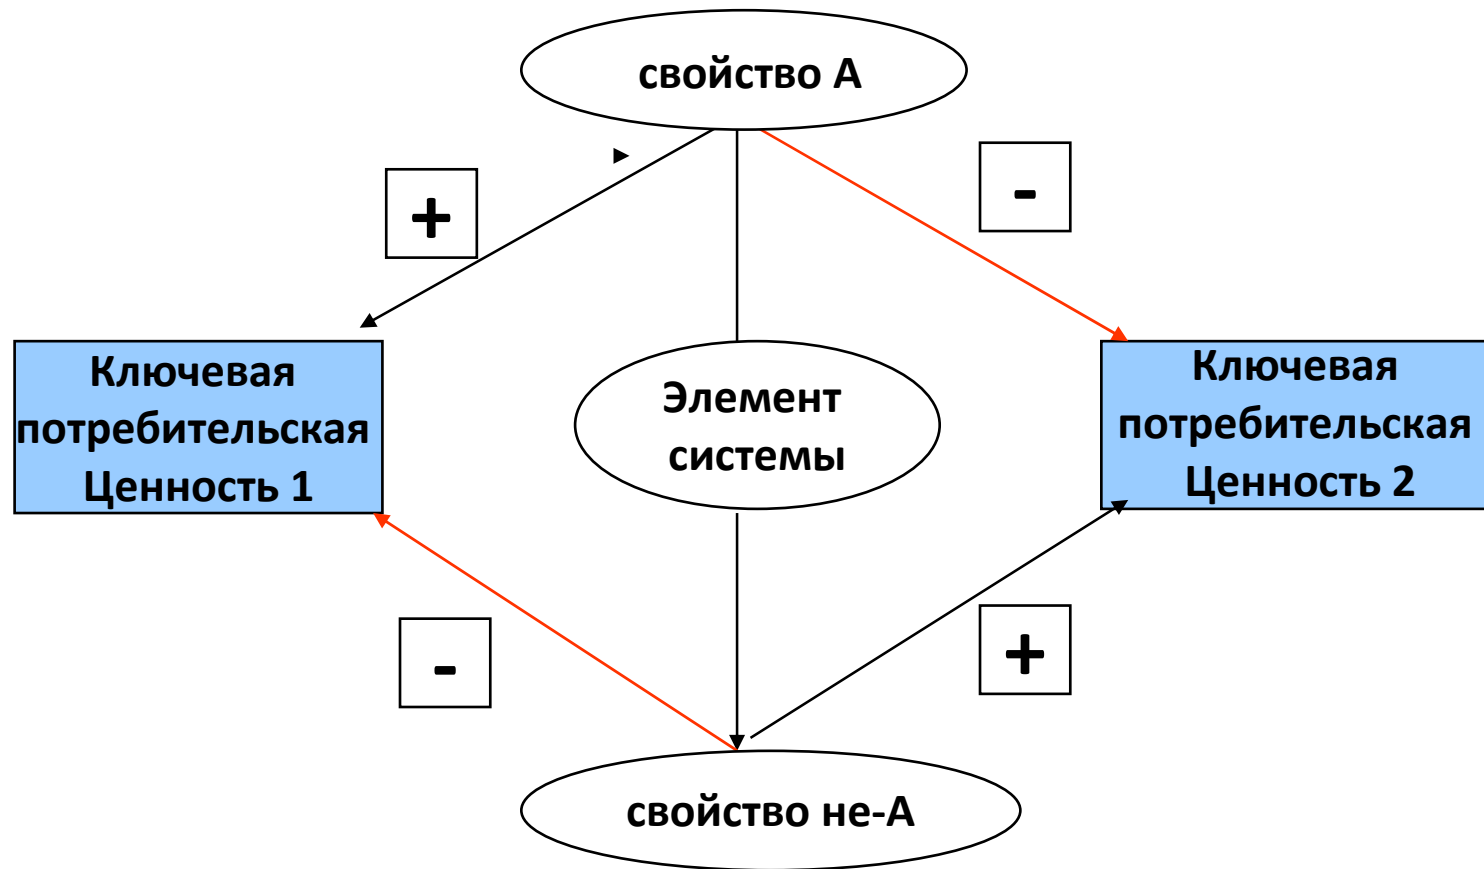 свойство А
+
-
Ключевая
потребительская
Ценность 1
Элемент
системы
Ключевая
потребительская
Ценность 2
-
+
свойство не-А